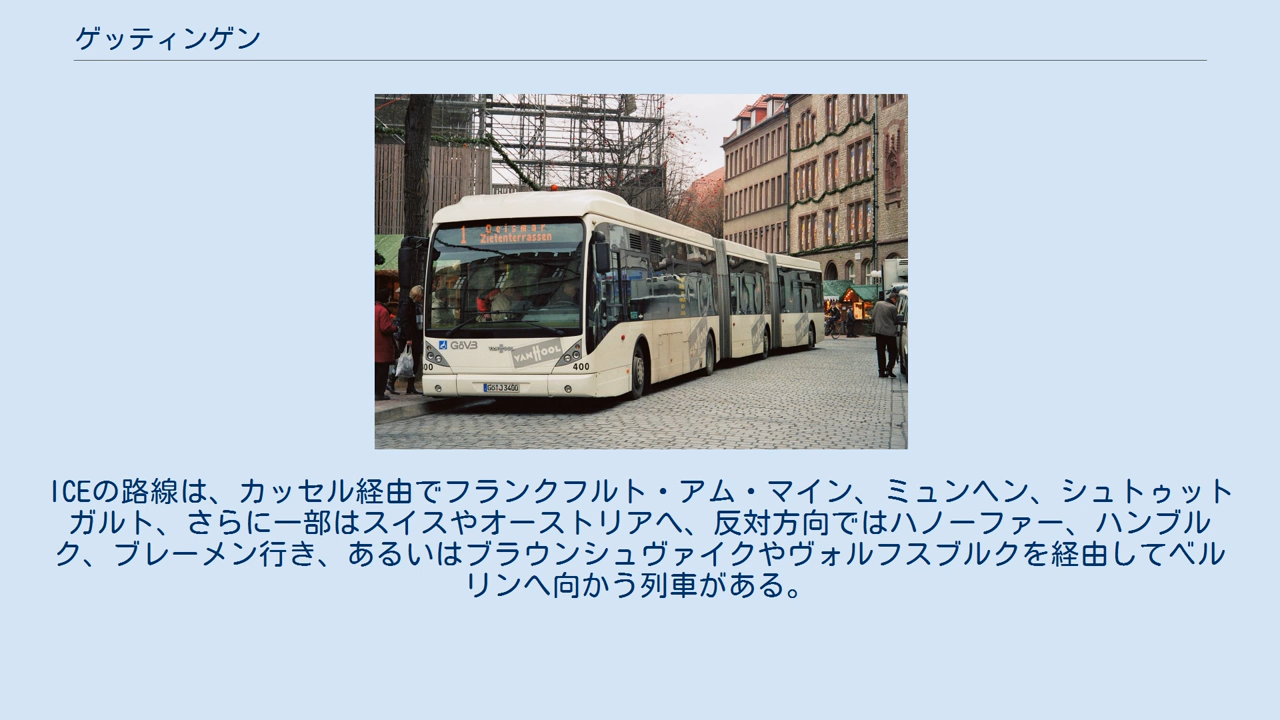 ゲッティンゲン
1 Geismar
Zietenterrassen
GöVB
VANHOOL
VANHOOL
00
400
GÖ J 3400
ICEの路線は、カッセル経由でフランクフルト・アム・マイン、ミュンヘン、シュトゥット
ガルト、さらに一部はスイスやオーストリアへ、反対方向ではハノーファー、ハンブル
ク、ブレーメン行き、あるいはブラウンシュヴァイクやヴォルフスブルクを経由してベル
リンへ向かう列車がある。